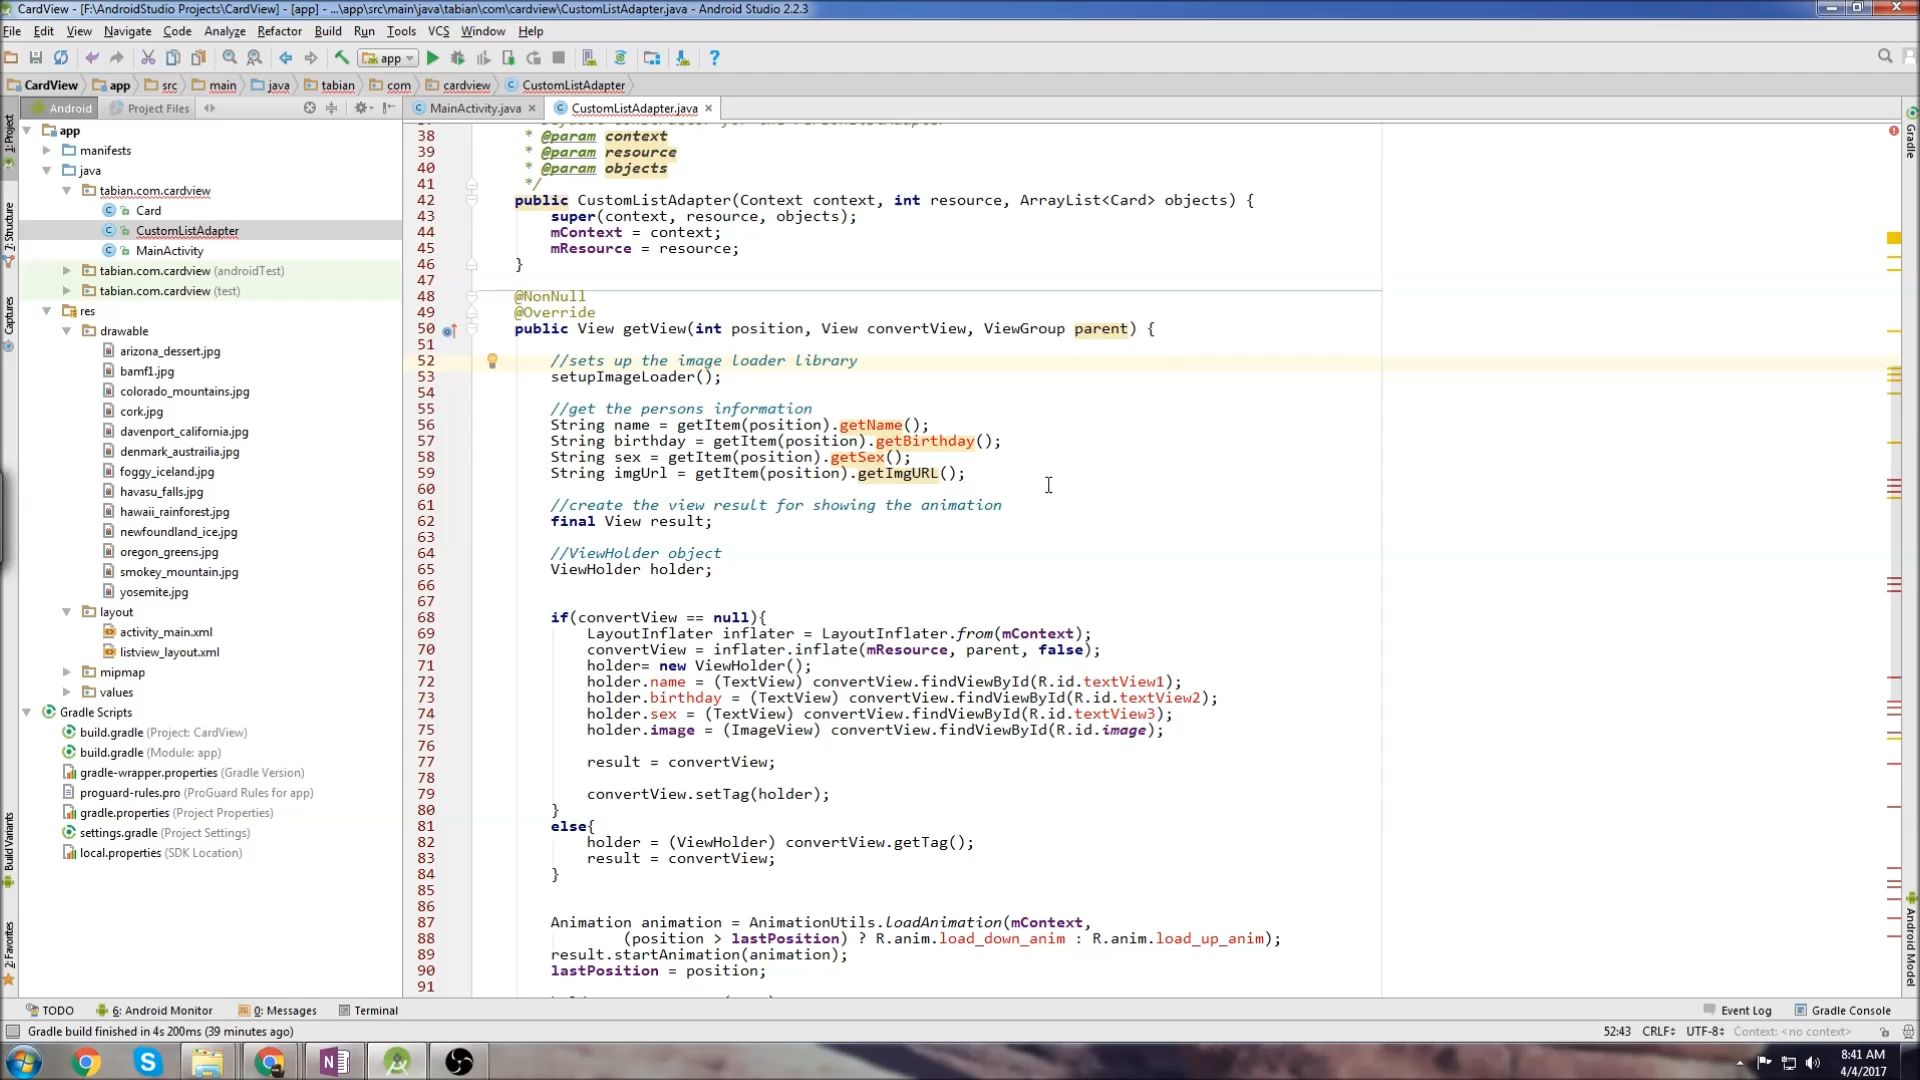 CardView - [F:\AndroidStudio Projects\CardView] - [app] - ...\app\src\main\java\tabian\com\cardview\CustomListAdapter.java - Android Studio 2.2.3
File Edit View Navigate Code Analyze Refactor Build Run Tools VCS Window Help
app
CardView app src main java tabian com cardview CustomListAdapter
Android Project Files MainActivity.java CustomListAdapter.java
1: Project
7: Structure
Captures
Build Variants
2: Favorites
Gradle
Android Model
app
manifests
java
tabian.com.cardview
Card
CustomListAdapter
MainActivity
tabian.com.cardview (androidTest)
tabian.com.cardview (test)
res
drawable
arizona_dessert.jpg
bamf1.jpg
colorado_mountains.jpg
cork.jpg
davenport_california.jpg
denmark_austrailia.jpg
foggy_iceland.jpg
havasu_falls.jpg
hawaii_rainforest.jpg
newfoundland_ice.jpg
oregon_greens.jpg
smokey_mountain.jpg
yosemite.jpg
layout
activity_main.xml
listview_layout.xml
mipmap
values
Gradle Scripts
build.gradle (Project: CardView)
build.gradle (Module: app)
gradle-wrapper.properties (Gradle Version)
proguard-rules.pro (ProGuard Rules for app)
gradle.properties (Project Properties)
settings.gradle (Project Settings)
local.properties (SDK Location)
38 * @param context
39 * @param resource
40 * @param objects
41 */
42 public CustomListAdapter(Context context, int resource, ArrayList<Card> objects) {
43 super(context, resource, objects);
44 mContext = context;
45 mResource = resource;
46 }
47
48 @NonNull
49 @Override
50 public View getView(int position, View convertView, ViewGroup parent) {
51
52 //sets up the image loader library
53 setupImageLoader();
54
55 //get the persons information
56 String name = getItem(position).getName();
57 String birthday = getItem(position).getBirthday();
58 String sex = getItem(position).getSex();
59 String imgUrl = getItem(position).getImgURL();
60
61 //create the view result for showing the animation
62 final View result;
63
64 //ViewHolder object
65 ViewHolder holder;
66
67
68 if(convertView == null){
69 LayoutInflater inflater = LayoutInflater.from(mContext);
70 convertView = inflater.inflate(mResource, parent, false);
71 holder= new ViewHolder();
72 holder.name = (TextView) convertView.findViewById(R.id.textView1);
73 holder.birthday = (TextView) convertView.findViewById(R.id.textView2);
74 holder.sex = (TextView) convertView.findViewById(R.id.textView3);
75 holder.image = (ImageView) convertView.findViewById(R.id.image);
76
77 result = convertView;
78
79 convertView.setTag(holder);
80 }
81 else{
82 holder = (ViewHolder) convertView.getTag();
83 result = convertView;
84 }
85
86
87 Animation animation = AnimationUtils.loadAnimation(mContext,
88 (position > lastPosition) ? R.anim.load_down_anim : R.anim.load_up_anim);
89 result.startAnimation(animation);
90 lastPosition = position;
91
TODO 6: Android Monitor 0: Messages Terminal Event Log Gradle Console
Gradle build finished in 4s 200ms (39 minutes ago) 52:43 CRLF UTF-8 Context: <no context>
8:41 AM
4/4/2017